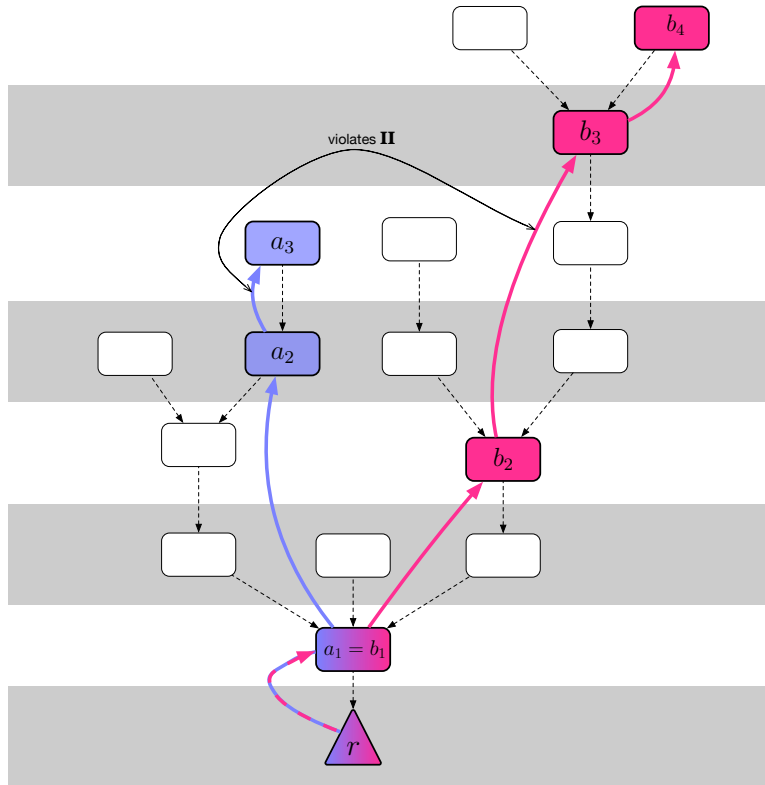 b₄
b₃
violates II
a₃
a₂
b₂
a₁ = b₁
r